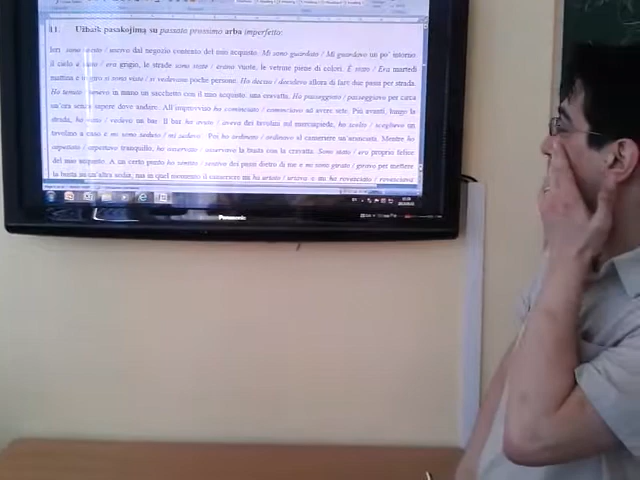 11. Užbaik pasakojimą su passato prossimo arba imperfetto:
Ieri sono uscito / uscivo dal negozio contento del mio acquisto. Mi sono guardato / Mi guardavo un po' intorno
il cielo è stato / era grigio, le strade sono state / erano vuote, le vetrine piene di colori. È stato / Era martedì
mattina e in giro si sono viste / si vedevano poche persone. Ho deciso / decidevo allora di fare due passi per strada.
Ho tenuto / tenevo in mano un sacchetto con il mio acquisto, una cravatta. Ho passeggiato / passeggiavo per circa
un'ora senza sapere dove andare. All'improvviso ho cominciato / cominciavo ad avere sete. Più avanti, lungo la
strada, ho visto / vedevo un bar. Il bar ha avuto / aveva dei tavolini sul marciapiede, ho scelto / sceglievo un
tavolino a caso e mi sono seduto / mi sedevo. Poi ho ordinato / ordinavo al cameriere un'aranciata. Mentre ho
aspettato / aspettavo tranquillo, ho osservato / osservavo la busta con la cravatta. Sono stato / ero proprio felice
del mio acquisto. A un certo punto ho sentito / sentivo dei passi dietro di me e mi sono girato / giravo per mettere
la busta su un'altra sedia, ma in quel momento il cameriere mi ha urtato / urtava e mi ha rovesciato / rovesciava
Panasonic